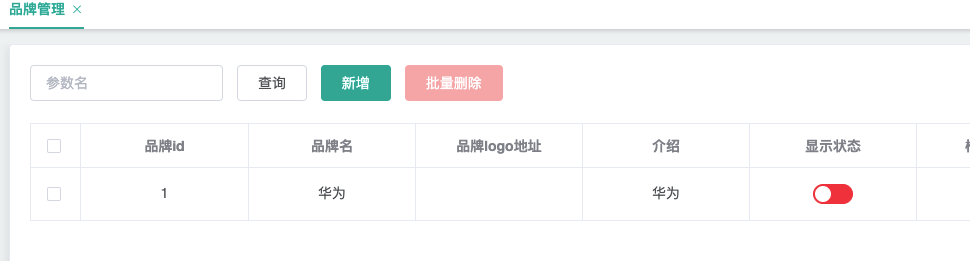 品牌管理 ×
参数名 查询 新增 批量删除
品牌id 品牌名 品牌logo地址 介绍 显示状态
1 华为 华为